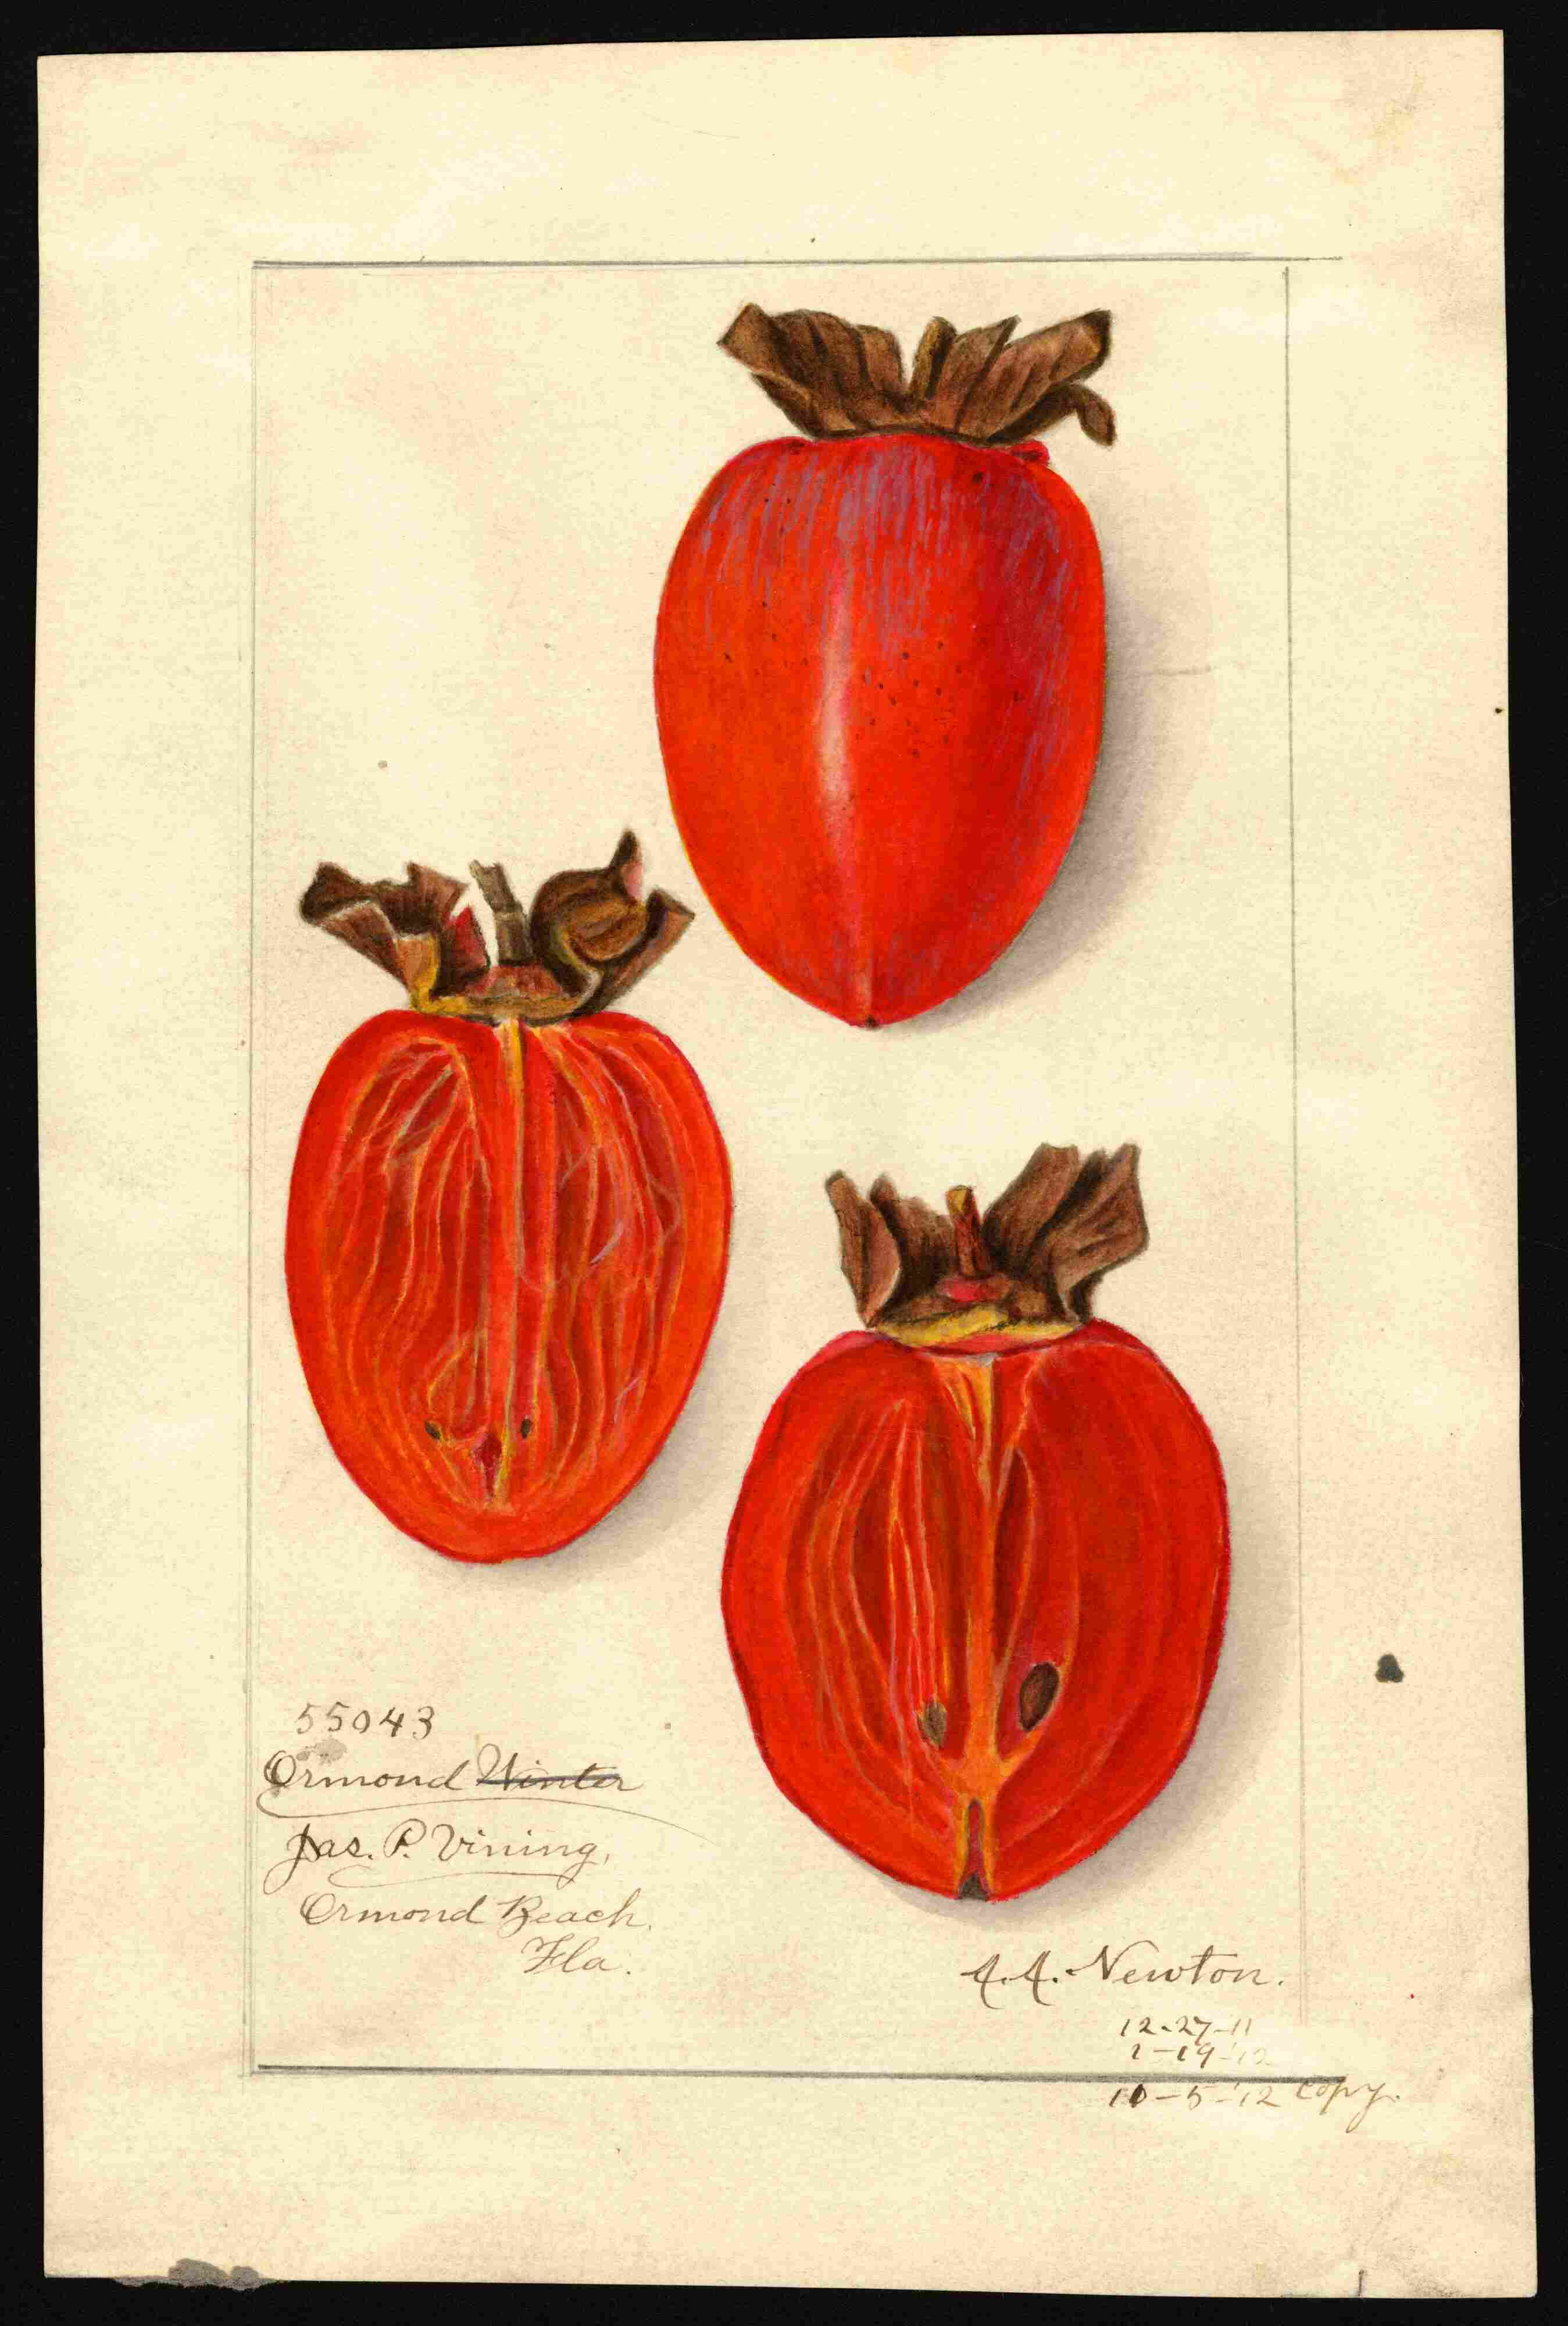 55043
Ormond Winter
Jas. P. Vining,
Ormond Beach,
Fla.
A.A. Newton.
12-27-11
1-19-12
10-5-'12 Copy.